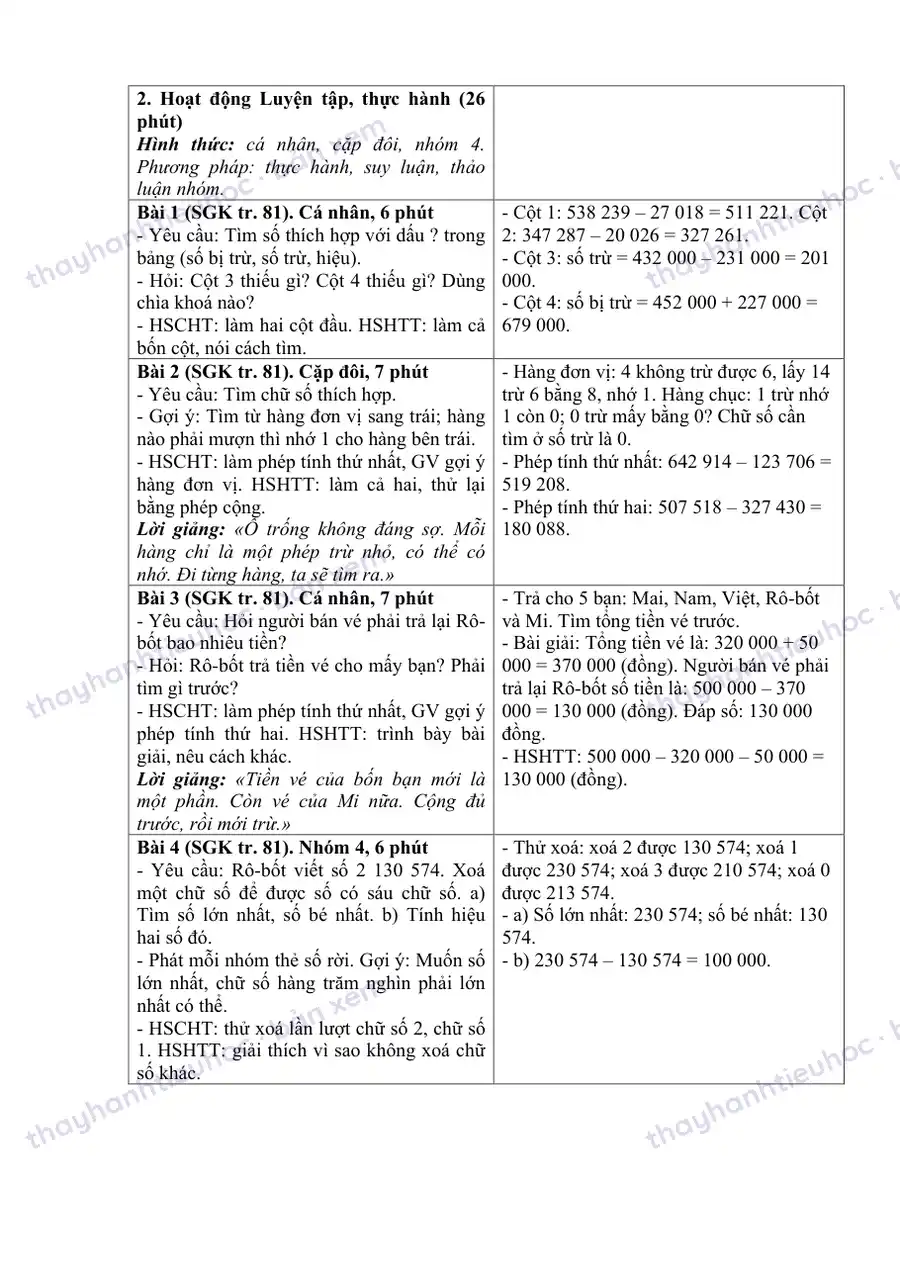 2. Hoạt động Luyện tập, thực hành (26
phút)
Hình thức: cá nhân, cặp đôi, nhóm 4.
Phương pháp: thực hành, suy luận, thảo
luận nhóm.
Bài 1 (SGK tr. 81). Cá nhân, 6 phút
- Yêu cầu: Tìm số thích hợp với dấu ? trong
bảng (số bị trừ, số trừ, hiệu).
- Hỏi: Cột 3 thiếu gì? Cột 4 thiếu gì? Dùng
chìa khoá nào?
- HSCHT: làm hai cột đầu. HSHTT: làm cả
bốn cột, nói cách tìm.
- Cột 1: 538 239 – 27 018 = 511 221. Cột
2: 347 287 – 20 026 = 327 261.
- Cột 3: số trừ = 432 000 – 231 000 = 201
000.
- Cột 4: số bị trừ = 452 000 + 227 000 =
679 000.
Bài 2 (SGK tr. 81). Cặp đôi, 7 phút
- Yêu cầu: Tìm chữ số thích hợp.
- Gợi ý: Tìm từ hàng đơn vị sang trái; hàng
nào phải mượn thì nhớ 1 cho hàng bên trái.
- HSCHT: làm phép tính thứ nhất, GV gợi ý
hàng đơn vị. HSHTT: làm cả hai, thử lại
bằng phép cộng.
Lời giảng: «Ô trống không đáng sợ. Mỗi
hàng chỉ là một phép trừ nhỏ, có thể có
nhớ. Đi từng hàng, ta sẽ tìm ra.»
- Hàng đơn vị: 4 không trừ được 6, lấy 14
trừ 6 bằng 8, nhớ 1. Hàng chục: 1 trừ nhớ
1 còn 0; 0 trừ mấy bằng 0? Chữ số cần
tìm ở số trừ là 0.
- Phép tính thứ nhất: 642 914 – 123 706 =
519 208.
- Phép tính thứ hai: 507 518 – 327 430 =
180 088.
Bài 3 (SGK tr. 81). Cá nhân, 7 phút
- Yêu cầu: Hỏi người bán vé phải trả lại Rô-
bốt bao nhiêu tiền?
- Hỏi: Rô-bốt trả tiền vé cho mấy bạn? Phải
tìm gì trước?
- HSCHT: làm phép tính thứ nhất, GV gợi ý
phép tính thứ hai. HSHTT: trình bày bài
giải, nêu cách khác.
Lời giảng: «Tiền vé của bốn bạn mới là
một phần. Còn vé của Mi nữa. Cộng đủ
trước, rồi mới trừ.»
- Trả cho 5 bạn: Mai, Nam, Việt, Rô-bốt
và Mi. Tìm tổng tiền vé trước.
- Bài giải: Tổng tiền vé là: 320 000 + 50
000 = 370 000 (đồng). Người bán vé phải
trả lại Rô-bốt số tiền là: 500 000 – 370
000 = 130 000 (đồng). Đáp số: 130 000
đồng.
- HSHTT: 500 000 – 320 000 – 50 000 =
130 000 (đồng).
Bài 4 (SGK tr. 81). Nhóm 4, 6 phút
- Yêu cầu: Rô-bốt viết số 2 130 574. Xoá
một chữ số để được số có sáu chữ số. a)
Tìm số lớn nhất, số bé nhất. b) Tính hiệu
hai số đó.
- Phát mỗi nhóm thẻ số rời. Gợi ý: Muốn số
lớn nhất, chữ số hàng trăm nghìn phải lớn
nhất có thể.
- HSCHT: thử xoá lần lượt chữ số 2, chữ số
1. HSHTT: giải thích vì sao không xoá chữ
số khác.
- Thử xoá: xoá 2 được 130 574; xoá 1
được 230 574; xoá 3 được 210 574; xoá 0
được 213 574.
- a) Số lớn nhất: 230 574; số bé nhất: 130
574.
- b) 230 574 – 130 574 = 100 000.
thayhanhtieuhoc · bản xem
thayhanhtieuhoc · b
thayhanhtieuhoc · bản xem
thayhanhtieuhoc · b
thayhanhtieuhoc · bản xem
thayhanhtieuhoc · b